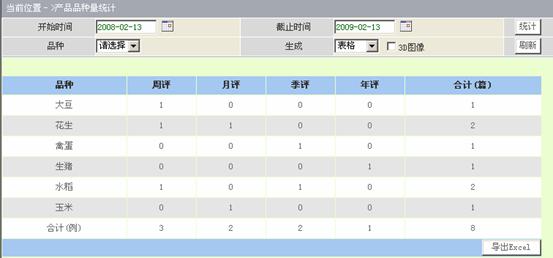 当前位置->产品品种量统计
开始时间 2008-02-13 截止时间 2009-02-13 统计
品种 请选择 生成 表格 3D图像 刷新
品种 周评 月评 季评 年评 合计(篇)
大豆 1 0 0 0 1
花生 1 1 0 0 2
禽蛋 0 0 1 0 1
生猪 0 0 0 1 1
水稻 1 0 1 0 2
玉米 0 1 0 0 1
合计(例) 3 2 2 1 8
导出Excel